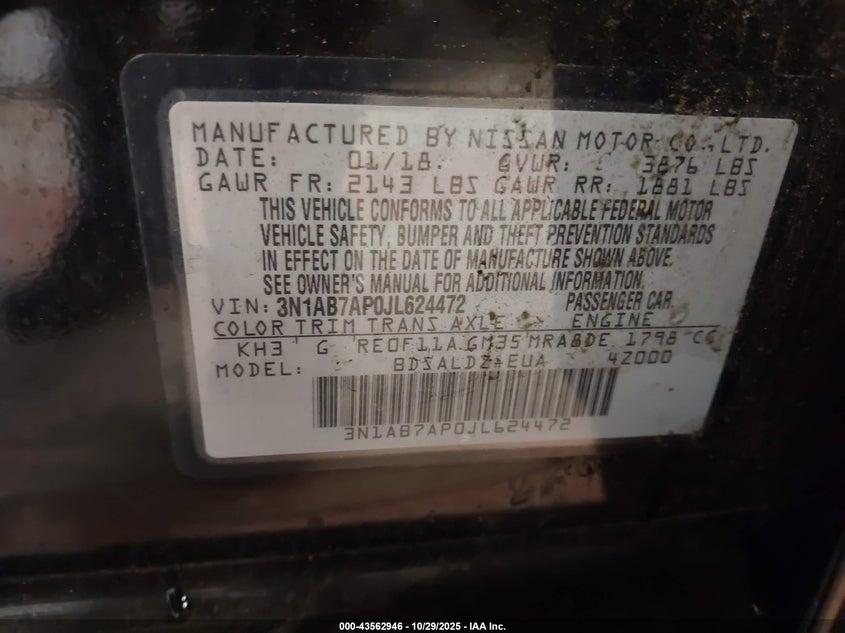 MANUFACTURED BY NISSAN MOTOR CO., LTD.
DATE: 01/18 GVWR: 3876 LBS
GAWR FR: 2143 LBS GAWR RR: 1881 LBS
THIS VEHICLE CONFORMS TO ALL APPLICABLE FEDERAL MOTOR
VEHICLE SAFETY, BUMPER AND THEFT PREVENTION STANDARDS
IN EFFECT ON THE DATE OF MANUFACTURE SHOWN ABOVE.
SEE OWNER'S MANUAL FOR ADDITIONAL INFORMATION.
VIN: 3N1AB7AP0JL624472 PASSENGER CAR
COLOR TRIM TRANS AXLE ENGINE
KH3 G RE0F11A GM35 MRA8DE 1798 CC
MODEL: BDSALDZ-EUA 4Z000
3N1AB7AP0JL624472
000-43562946 - 10/29/2025 - IAA Inc.